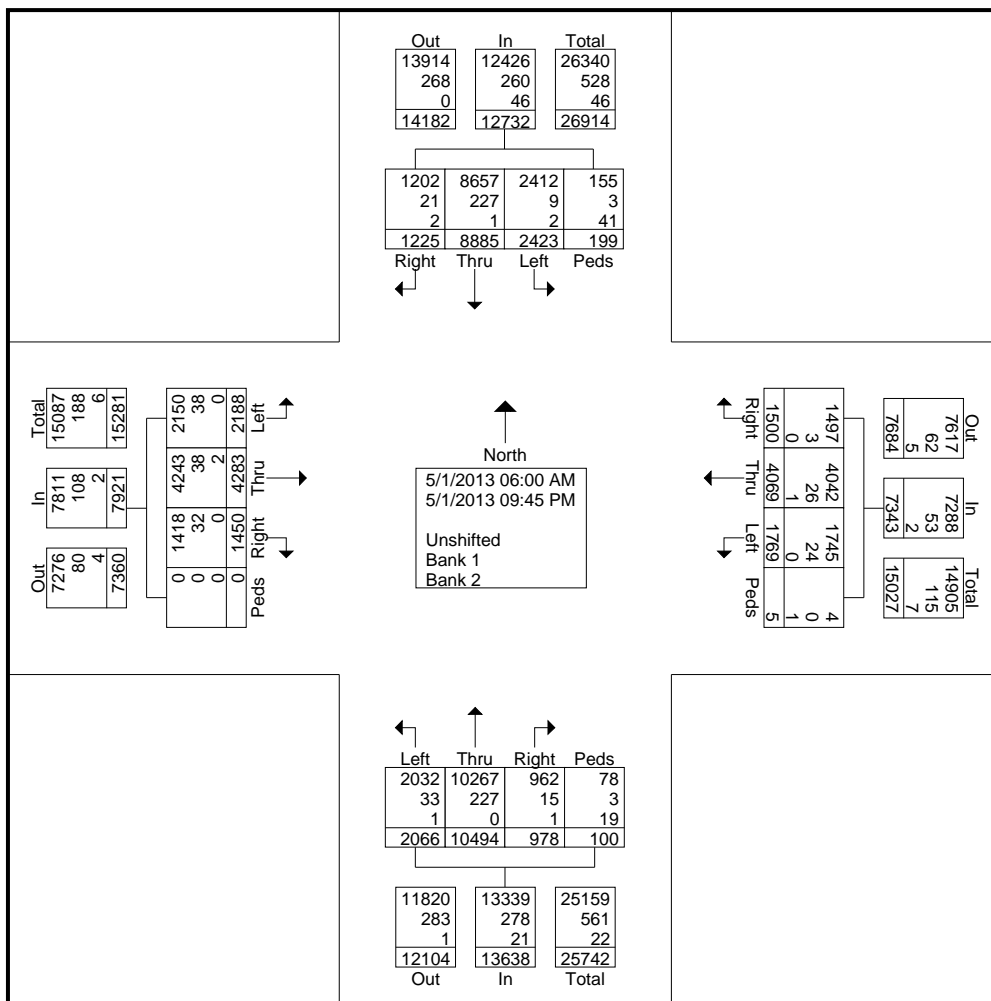 Out In Total
13914 12426 26340
268 260 528
0 46 46
14182 12732 26914
1202 8657 2412 155
21 227 9 3
2 1 2 41
1225 8885 2423 199
Right Thru Left Peds
Total In Out
15087 7811 7276
188 108 80
6 2 4
15281 7921 7360
2150 4243 1418 0
38 38 32 0
0 2 0 0
2188 4283 1450 0
Left Thru Right Peds
North
5/1/2013 06:00 AM
5/1/2013 09:45 PM
Unshifted
Bank 1
Bank 2
Right Thru Left Peds
1497 4042 1745 4
3 26 24 0
0 1 0 1
1500 4069 1769 5
Out In Total
7617 7288 14905
62 53 115
5 2 7
7684 7343 15027
Left Thru Right Peds
2032 10267 962 78
33 227 15 3
1 0 1 19
2066 10494 978 100
11820 13339 25159
283 278 561
1 21 22
12104 13638 25742
Out In Total